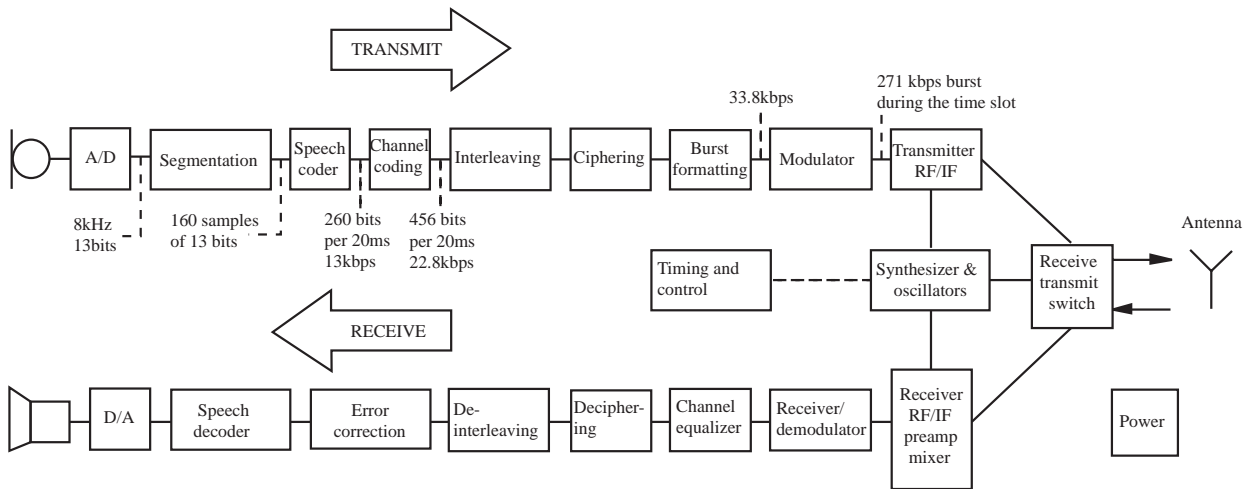 TRANSMIT
33.8kbps
271 kbps burst
during the time slot
A/D
Segmentation
Speech
coder
Channel
coding
Interleaving
Ciphering
Burst
formatting
Modulator
Transmitter
RF/IF
8kHz
13bits
160 samples
of 13 bits
260 bits
per 20ms
13kbps
456 bits
per 20ms
22.8kbps
Timing and
control
Synthesizer &
oscillators
Receive
transmit
switch
Antenna
RECEIVE
D/A
Speech
decoder
Error
correction
De-
interleaving
Decipher-
ing
Channel
equalizer
Receiver/
demodulator
Receiver
RF/IF
preamp
mixer
Power